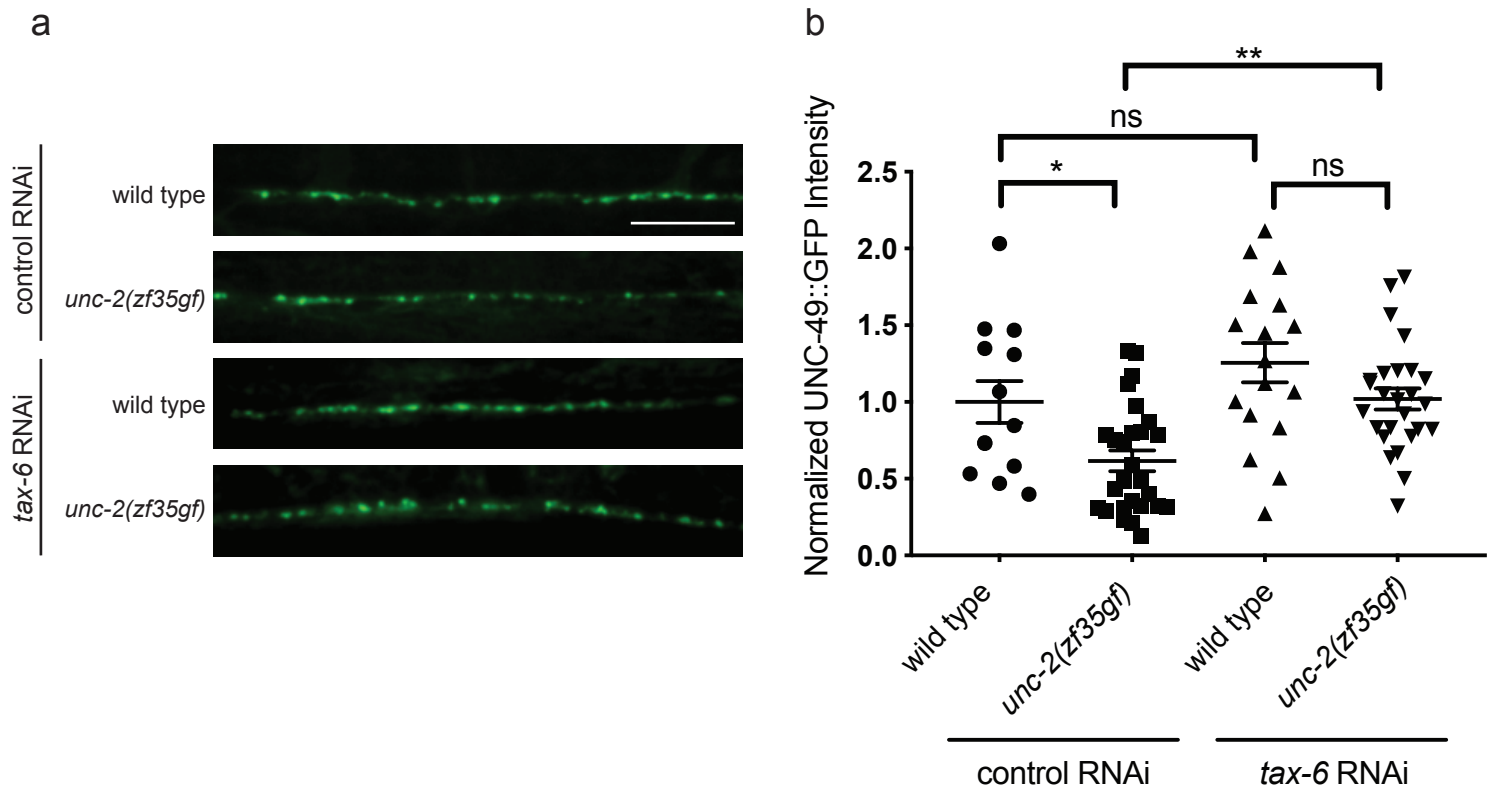 a
control RNAi
wild type
unc-2(zf35gf)
tax-6 RNAi
wild type
unc-2(zf35gf)
b
Normalized UNC-49::GFP Intensity
**
ns
*
ns
2.5
2.0
1.5
1.0
0.5
0.0
wild type
unc-2(zf35gf)
wild type
unc-2(zf35gf)
control RNAi
tax-6 RNAi